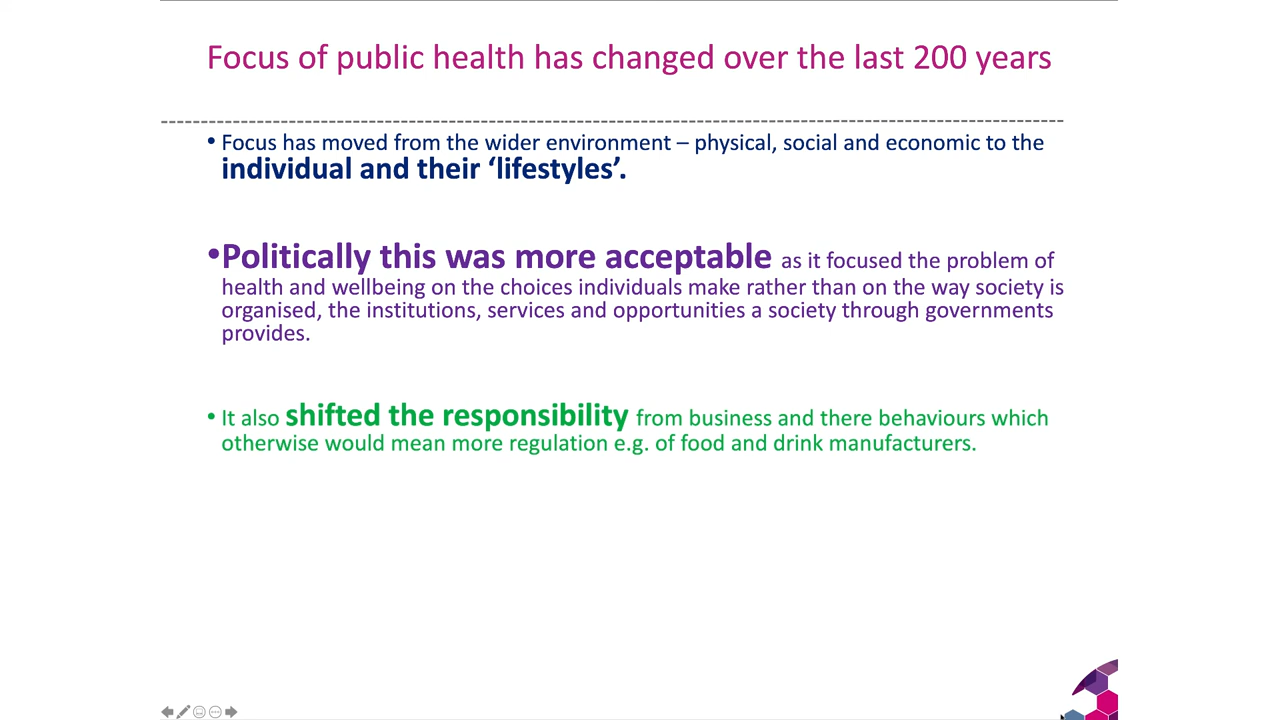 Focus of public health has changed over the last 200 years
• Focus has moved from the wider environment – physical, social and economic to the
individual and their ‘lifestyles’.
•Politically this was more acceptable as it focused the problem of
health and wellbeing on the choices individuals make rather than on the way society is
organised, the institutions, services and opportunities a society through governments
provides.
• It also shifted the responsibility from business and there behaviours which
otherwise would mean more regulation e.g. of food and drink manufacturers.